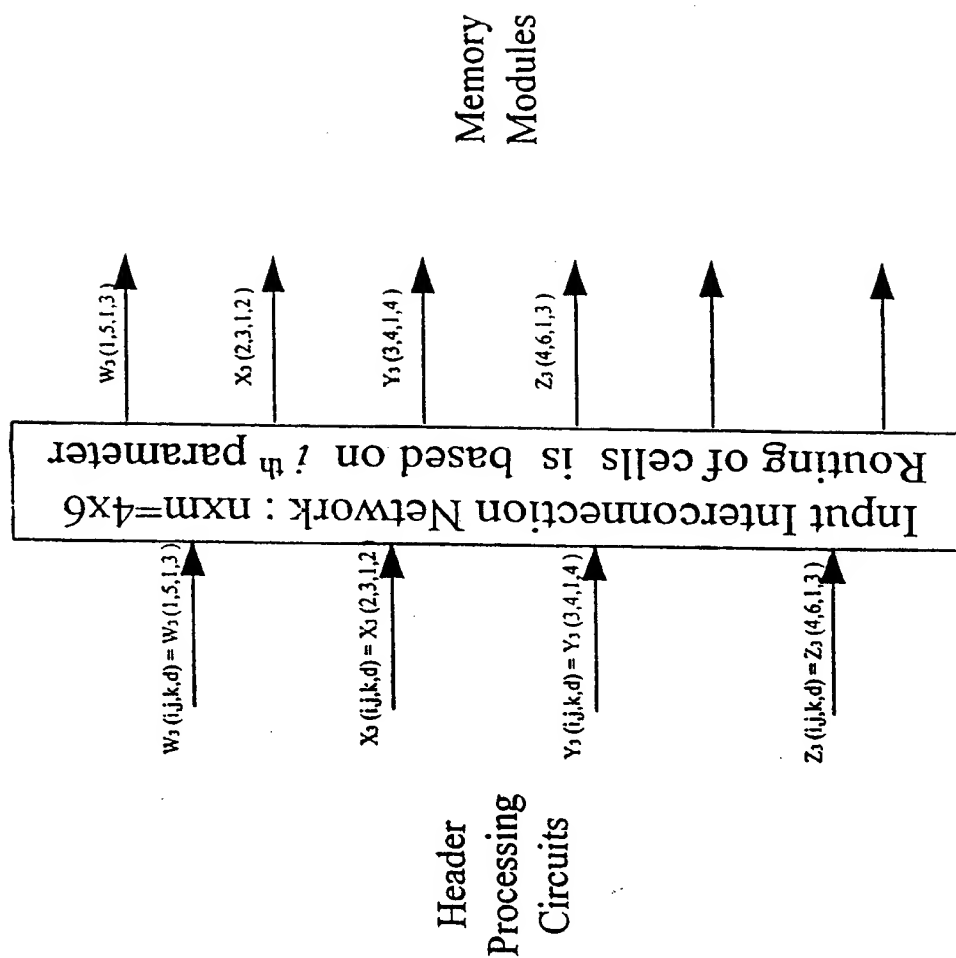 Header
Processing
Circuits
W3 (i,j,k,d) = W3 (1,5,1,3)
X3 (i,j,k,d) = X3 (2,3,1,2)
Y3 (i,j,k,d) = Y3 (3,4,1,4)
Z3 (i,j,k,d) = Z3 (4,6,1,3)
Input Interconnection Network : nxm=4x6
Routing of cells is based on i th parameter
W3 (1,5,1,3)
X3 (2,3,1,2)
Y3 (3,4,1,4)
Z3 (4,6,1,3)
Memory
Modules